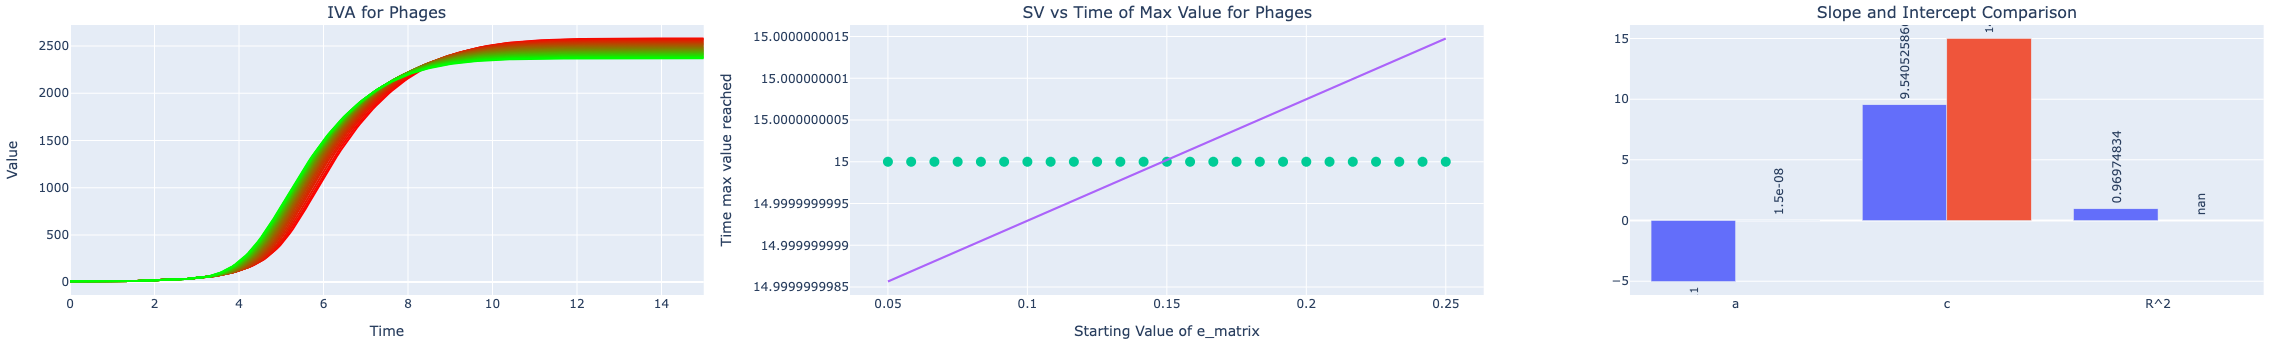 IVA for Phages
2500
2000
1500
1000
500
0
0 2 4 6 8 10 12 14
Value
Time
SV vs Time of Max Value for Phages
15.0000000015
15.000000001
15.0000000005
15
14.9999999995
14.999999999
14.9999999985
0.05 0.1 0.15 0.2 0.25
Time max value reached
Starting Value of e_matrix
Slope and Intercept Comparison
15
10
5
0
−5
1.5e-08
0.96974834
nan
a c R^2